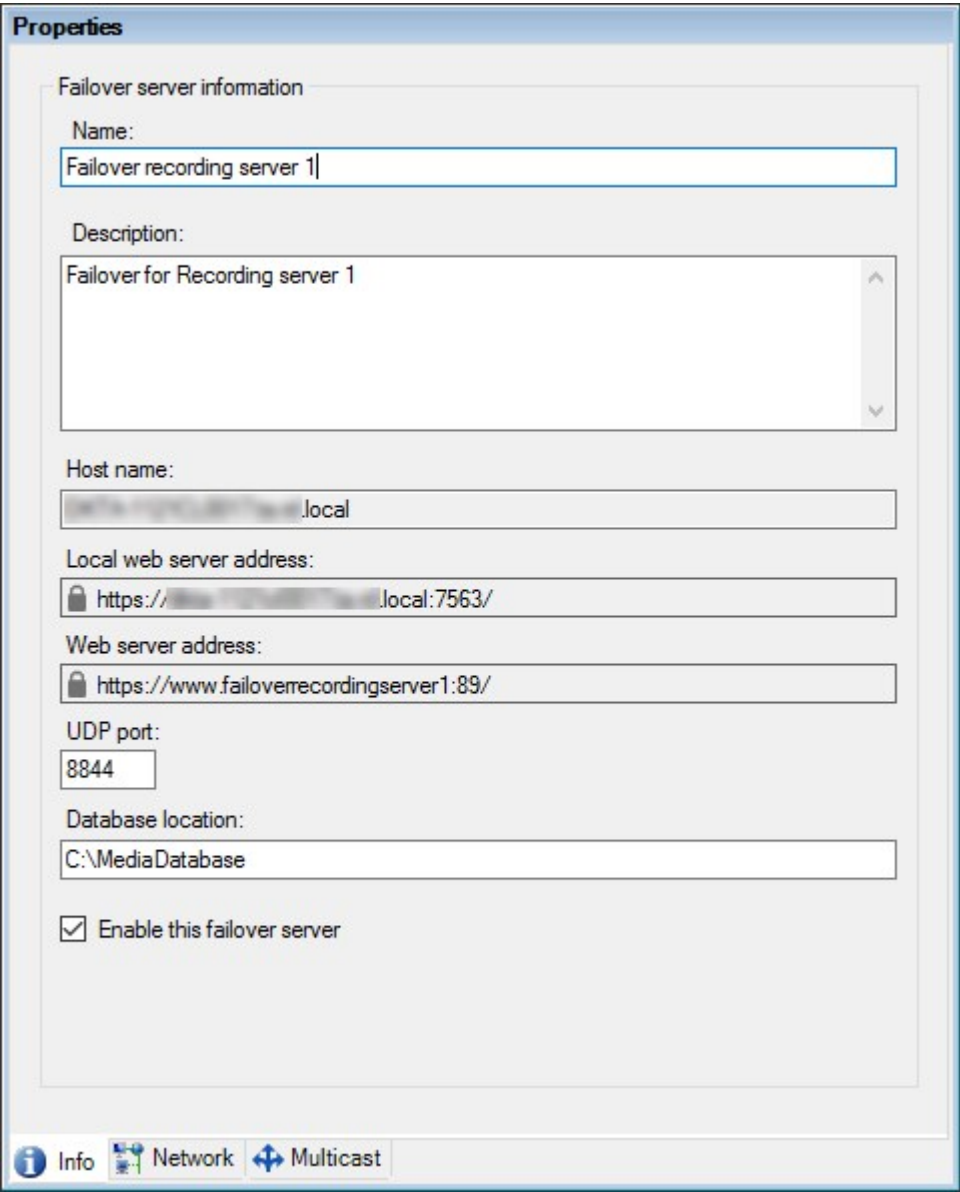 Properties
Failover server information
Name:
Failover recording server 1
Description:
Failover for Recording server 1
Host name:
.local
Local web server address:
https://.local:7563/
Web server address:
https://www.failoverrecordingserver1:89/
UDP port:
8844
Database location:
C:\MediaDatabase
Enable this failover server
Info Network Multicast